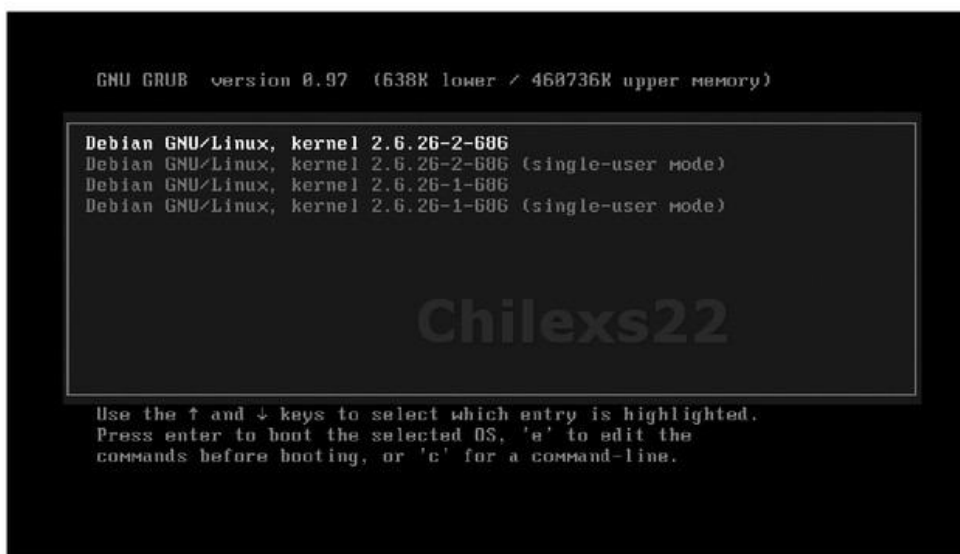 GNU GRUB  version 0.97  (638K lower / 460736K upper memory)
Debian GNU/Linux, kernel 2.6.26-2-686
Debian GNU/Linux, kernel 2.6.26-2-686 (single-user mode)
Debian GNU/Linux, kernel 2.6.26-1-686
Debian GNU/Linux, kernel 2.6.26-1-686 (single-user mode)
Chilexs22
Use the ↑ and ↓ keys to select which entry is highlighted.
Press enter to boot the selected OS, 'e' to edit the
commands before booting, or 'c' for a command-line.